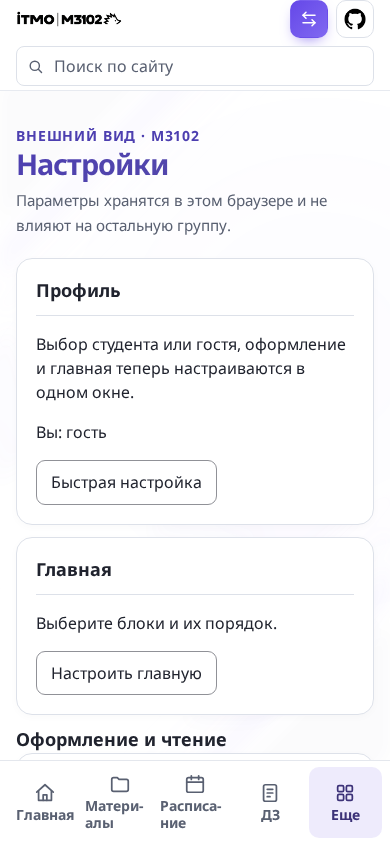 iTMO | M3102
Поиск по сайту
ВНЕШНИЙ ВИД · M3102
Настройки
Параметры хранятся в этом браузере и не
влияют на остальную группу.
Профиль
Выбор студента или гостя, оформление
и главная теперь настраиваются в
одном окне.
Вы: гость
Быстрая настройка
Главная
Выберите блоки и их порядок.
Настроить главную
Оформление и чтение
Главная
Матери-
алы
Расписа-
ние
ДЗ
Еще